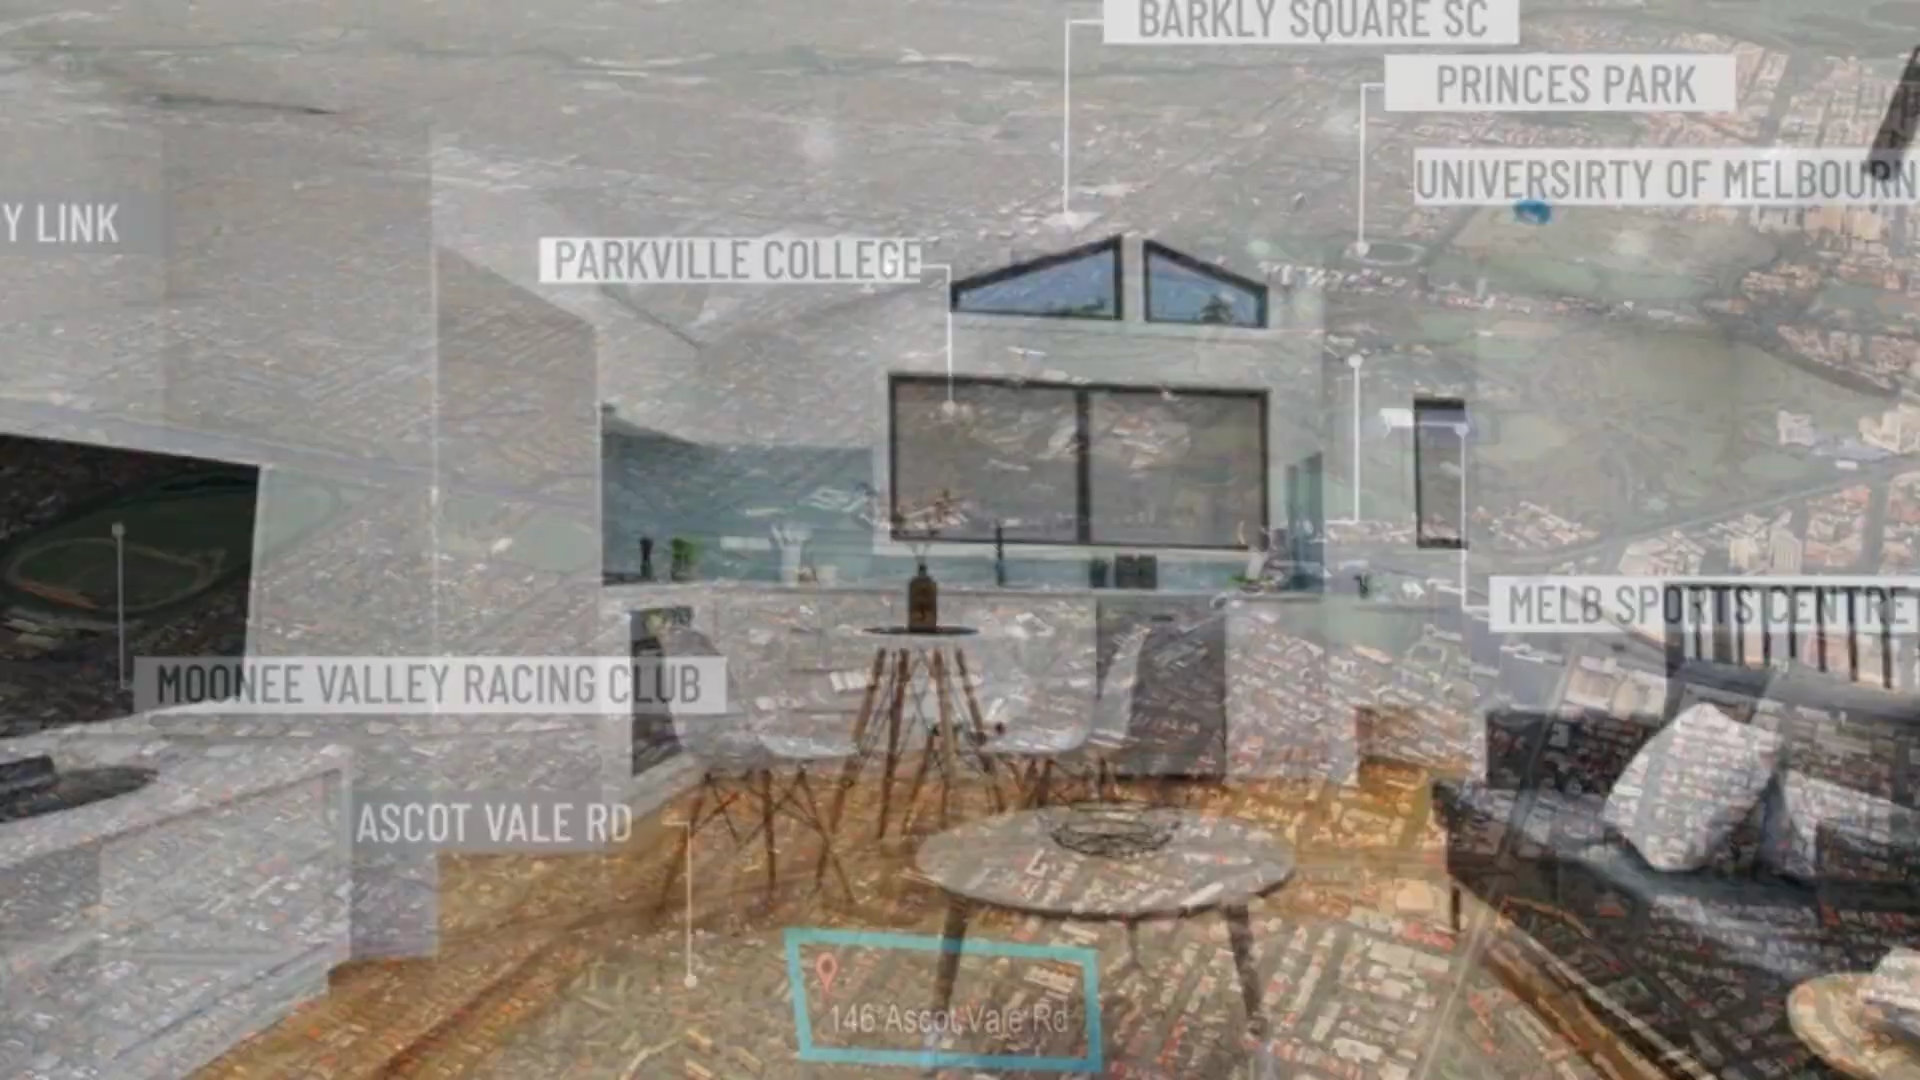 BARKLY SQUARE SC
PRINCES PARK
UNIVERSIRTY OF MELBOURN
Y LINK
PARKVILLE COLLEGE
MELB SPORTS CENTRE
MOONEE VALLEY RACING CLUB
ASCOT VALE RD
146 Ascot Vale Rd